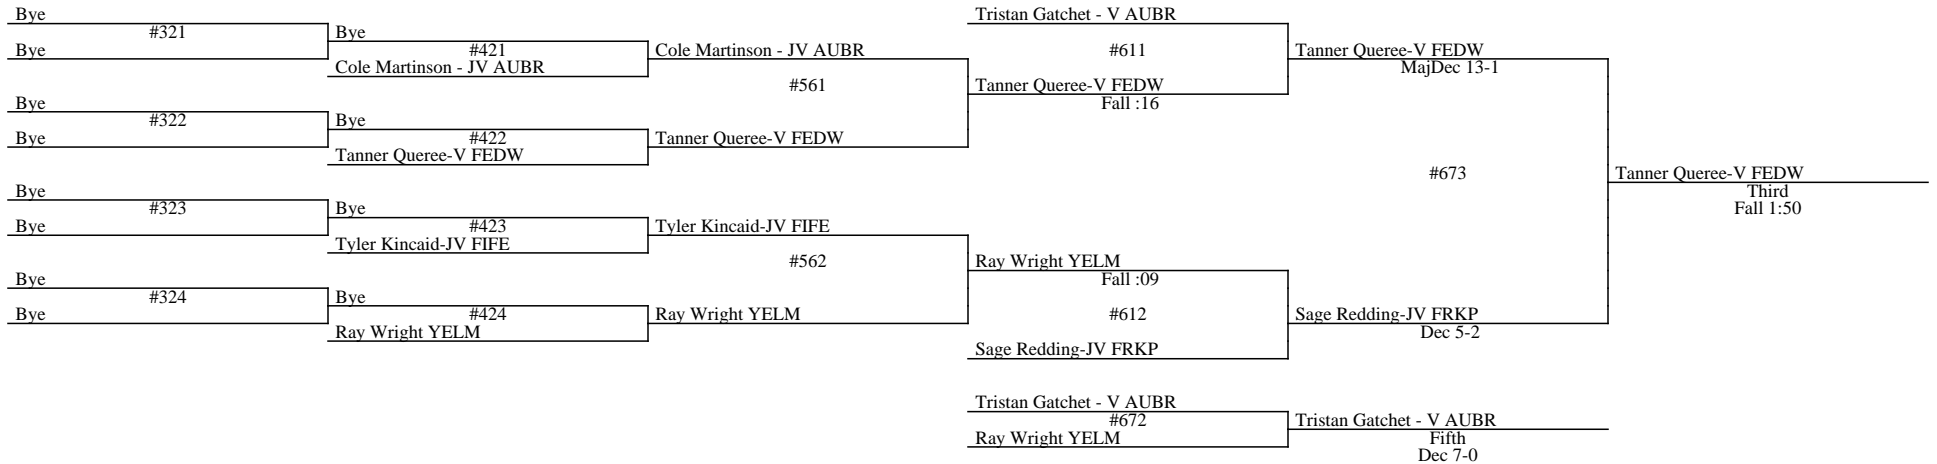 Bye
#321
Bye
Bye
#421
Cole Martinson - JV AUBR
Bye
#322
Bye
Bye
#422
Tanner Queree-V FEDW
Bye
#323
Bye
Bye
#423
Tyler Kincaid-JV FIFE
Bye
#324
Bye
Bye
#424
Ray Wright YELM
Cole Martinson - JV AUBR
#561
Tanner Queree-V FEDW
Tyler Kincaid-JV FIFE
#562
Ray Wright YELM
Tristan Gatchet - V AUBR
#611
Tanner Queree-V FEDW
Fall :16
Ray Wright YELM
Fall :09
#612
Sage Redding-JV FRKP
Tanner Queree-V FEDW
MajDec 13-1
#673
Sage Redding-JV FRKP
Dec 5-2
Tanner Queree-V FEDW
Third
Fall 1:50
Tristan Gatchet - V AUBR
#672
Ray Wright YELM
Tristan Gatchet - V AUBR
Fifth
Dec 7-0